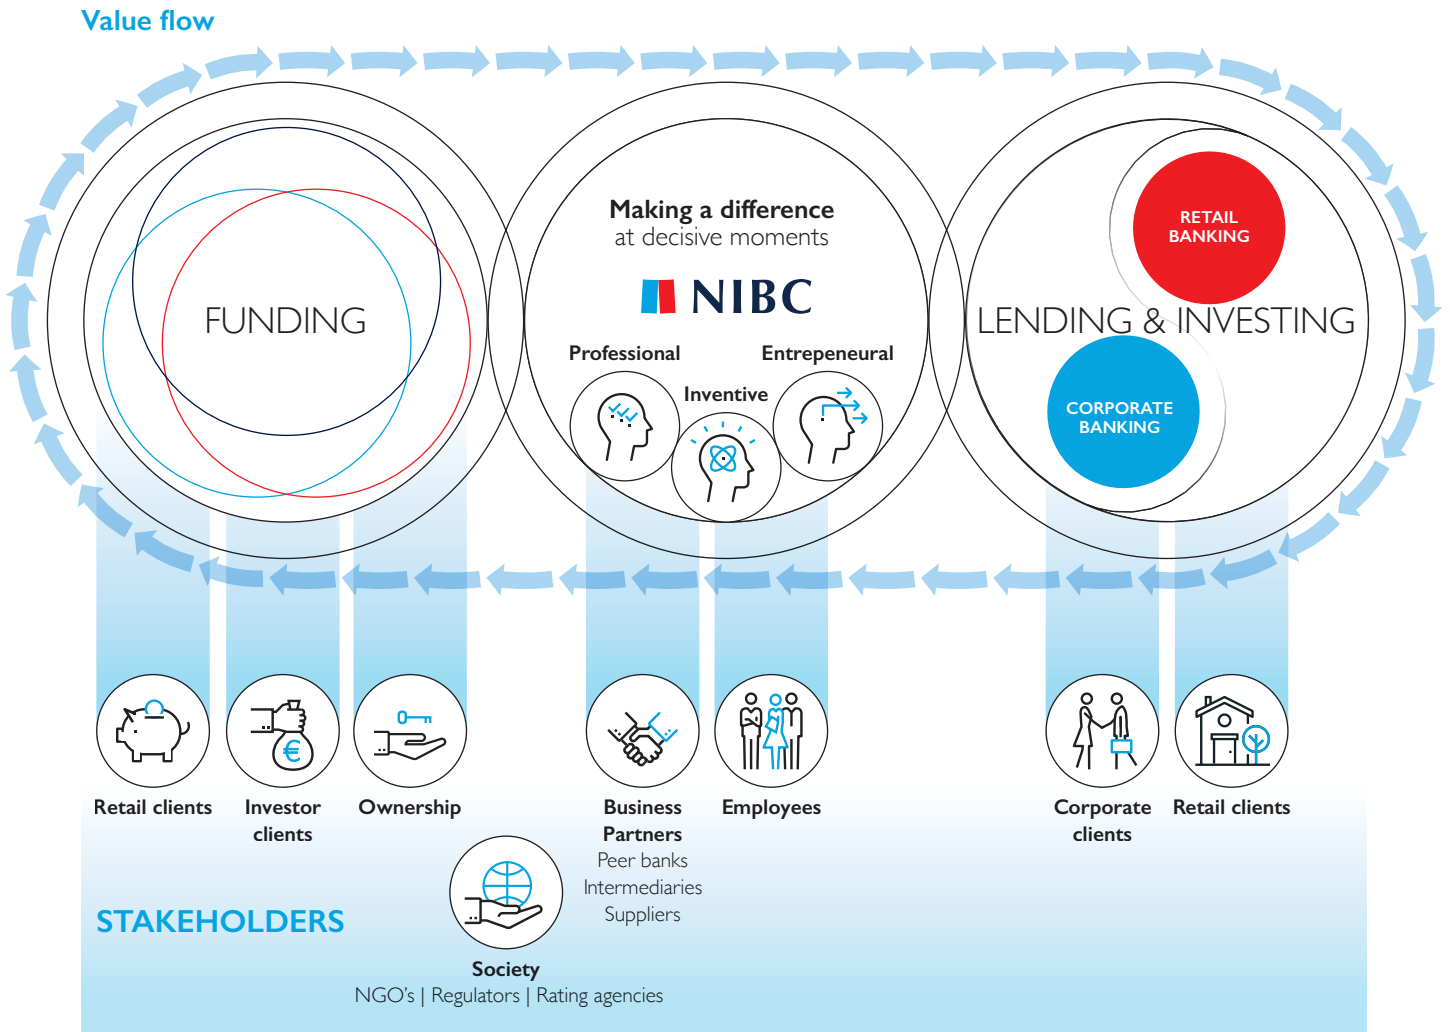 Value flow
FUNDING
Making a difference
at decisive moments
NIBC
Professional
Inventive
Entrepeneural
RETAIL
BANKING
LENDING & INVESTING
CORPORATE
BANKING
Retail clients
Investor
clients
Ownership
Business
Partners
Peer banks
Intermediaries
Suppliers
Employees
Corporate
clients
Retail clients
STAKEHOLDERS
Society
NGO's | Regulators | Rating agencies